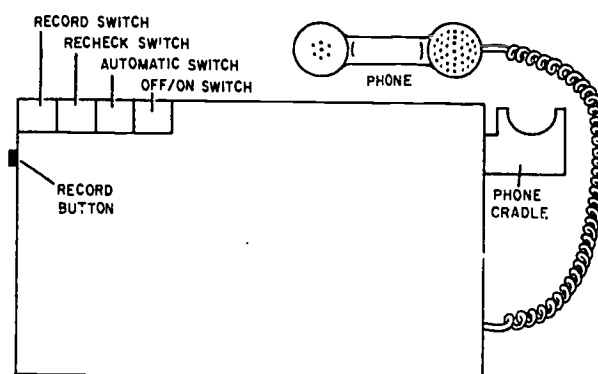 RECORD SWITCH
RECHECK SWITCH
AUTOMATIC SWITCH
OFF/ON SWITCH
PHONE
RECORD
BUTTON
PHONE
CRADLE